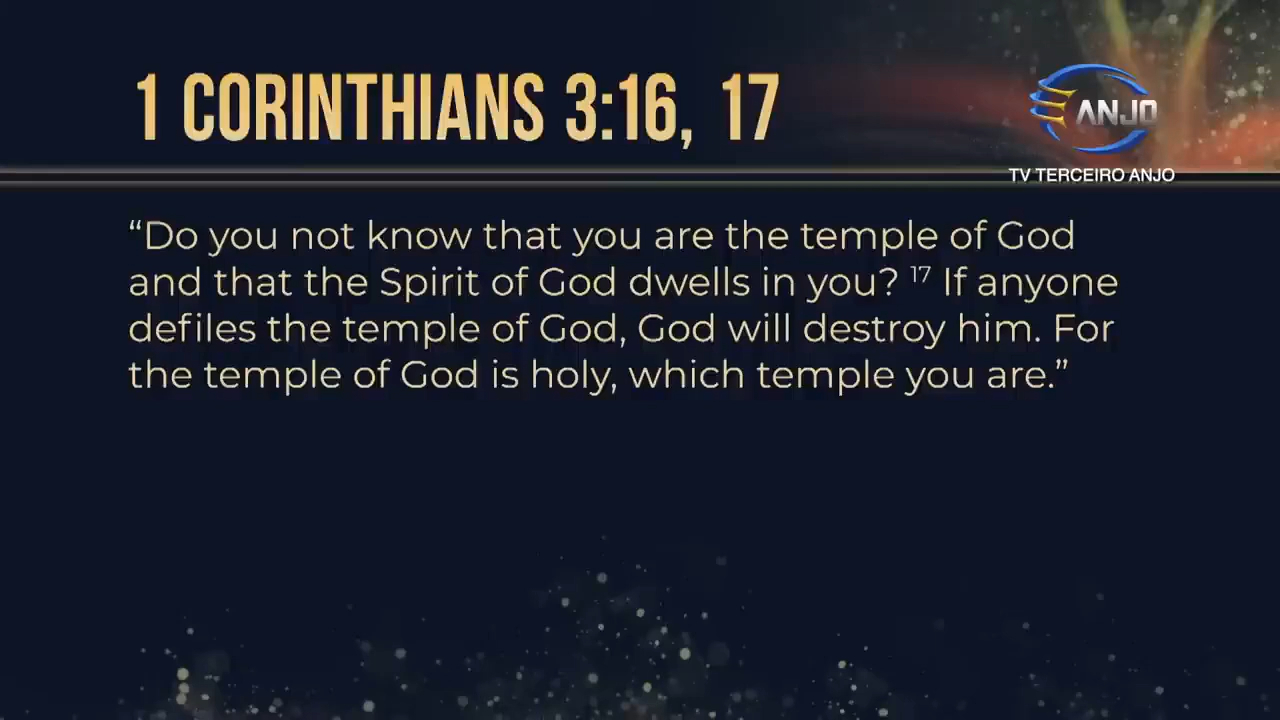 1 CORINTHIANS 3:16, 17
ANJO
TV TERCEIRO ANJO
“Do you not know that you are the temple of God
and that the Spirit of God dwells in you? 17 If anyone
defiles the temple of God, God will destroy him. For
the temple of God is holy, which temple you are.”